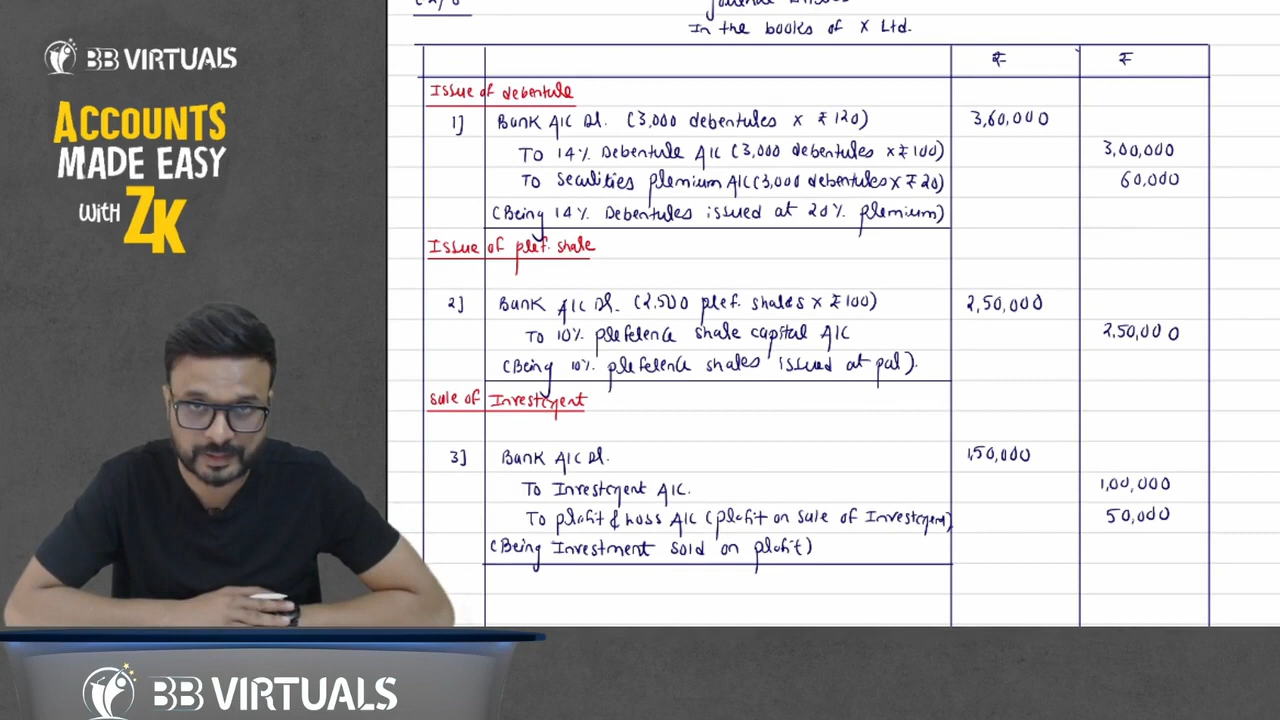 BB VIRTUALS
ACCOUNTS
MADE EASY
WITH ZK
In the books of X Ltd.
₹ ₹
Issue of debenture
1] Bank A/C Dr. (3,000 debentures x ₹120) 3,60,000
To 14% Debenture A/C (3,000 debentures x ₹100) 3,00,000
To securities premium A/C (3,000 debentures x ₹20) 60,000
(Being 14% Debentures issued at 20% premium)
Issue of pref. share
2] Bank A/C Dr. (2,500 pref. shares x ₹100) 2,50,000
To 10% preference share capital A/C 2,50,000
(Being 10% preference shares issued at par).
Sale of Investment
3] Bank A/C Dr. 1,50,000
To Investment A/C. 1,00,000
To profit & Loss A/C (profit on sale of Investment) 50,000
(Being Investment sold on profit)
BB VIRTUALS